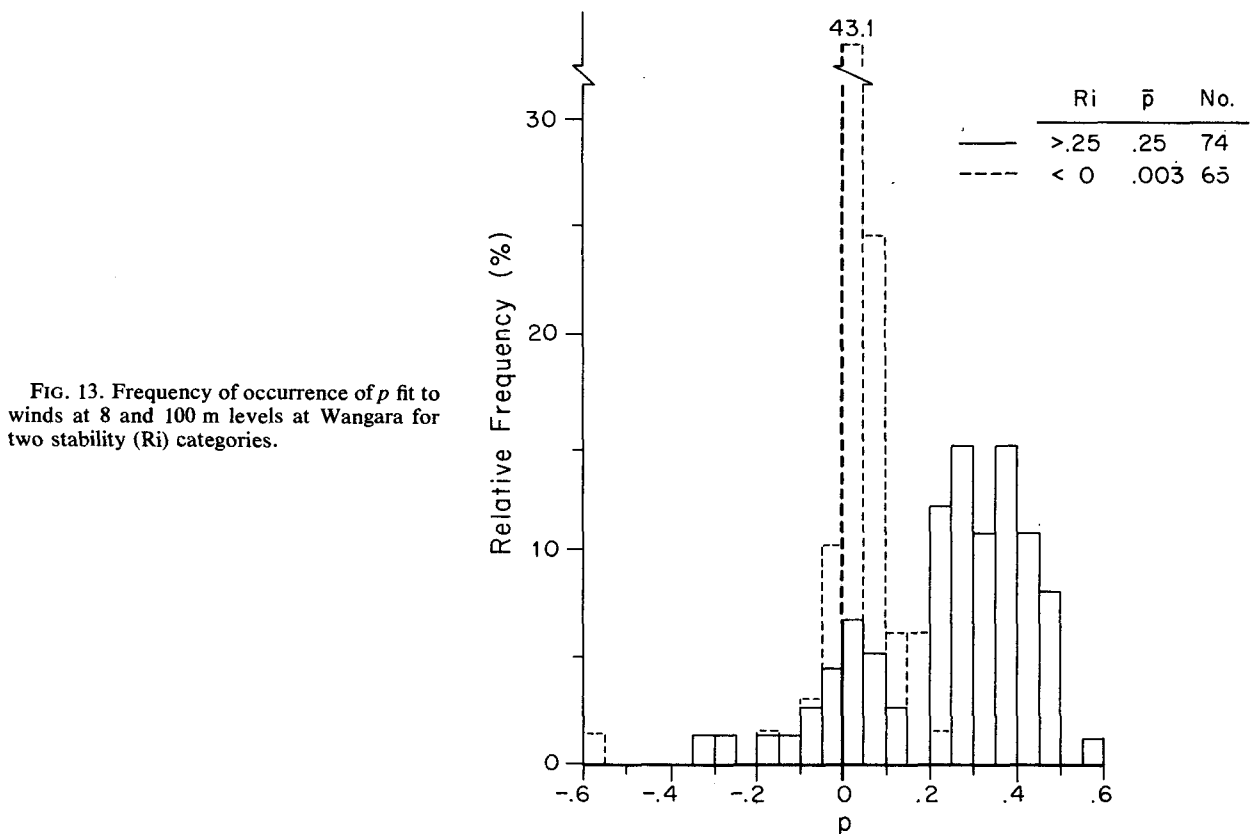 FIG. 13. Frequency of occurrence of p fit to
winds at 8 and 100 m levels at Wangara for
two stability (Ri) categories.
43.1
30
20
10
0
Relative Frequency (%)
-.6 -.4 -.2 0 .2 .4 .6
p
Ri p̄ No.
>.25 .25 74
< 0 .003 65